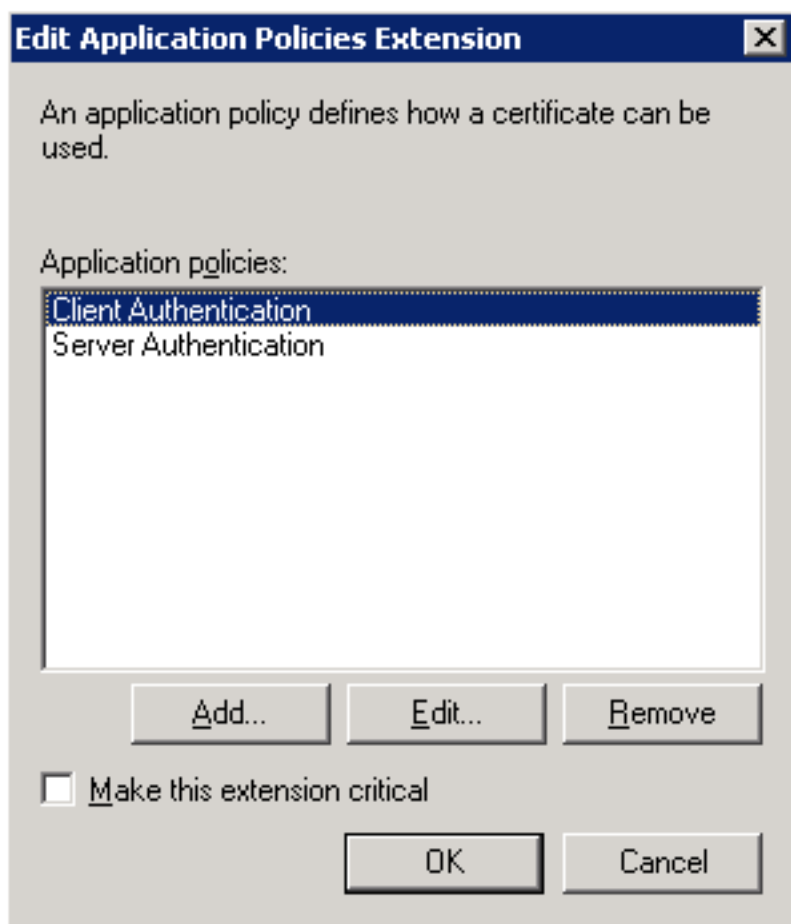 Edit Application Policies Extension
An application policy defines how a certificate can be
used.
Application policies:
Client Authentication
Server Authentication
Add... Edit... Remove
Make this extension critical
OK Cancel